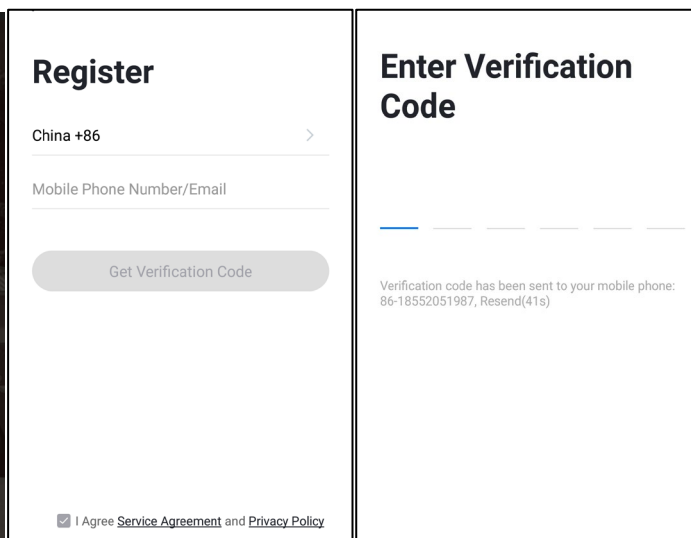 Register
China +86
Mobile Phone Number/Email
Get Verification Code
I Agree Service Agreement and Privacy Policy
Enter Verification
Code
Verification code has been sent to your mobile phone:
86-18552051987, Resend(41s)